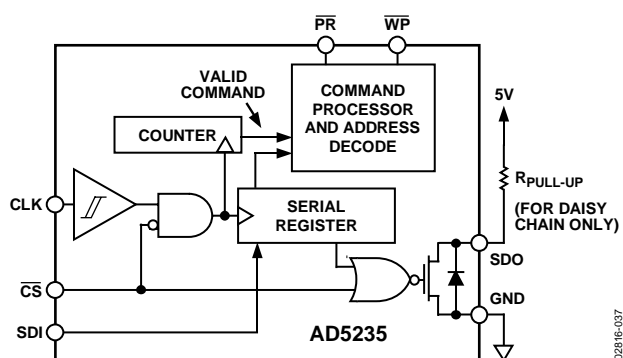 PR WP
VALID
COMMAND
COMMAND
PROCESSOR
AND ADDRESS
DECODE
5V
COUNTER
RPULL-UP
(FOR DAISY
CHAIN ONLY)
CLK
SERIAL
REGISTER
SDO
CS
GND
SDI
AD5235
02816-037